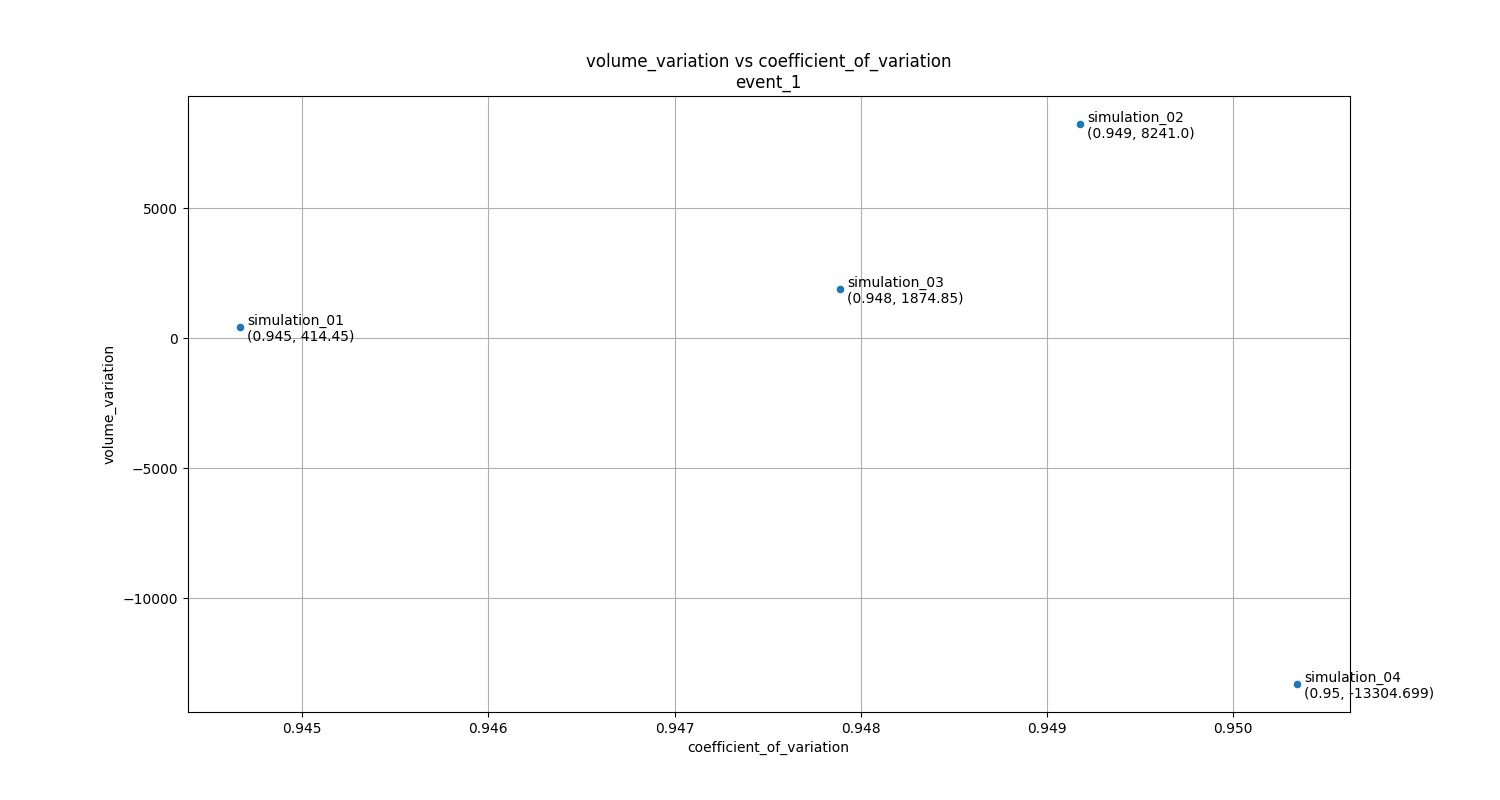 volume_variation vs coefficient_of_variation
event_1
simulation_02
(0.949, 8241.0)
5000
simulation_03
(0.948, 1874.85)
simulation_01
(0.945, 414.45)
0
volume_variation
−5000
−10000
simulation_04
(0.95, -13304.699)
0.945
0.946
0.947
0.948
0.949
0.950
coefficient_of_variation